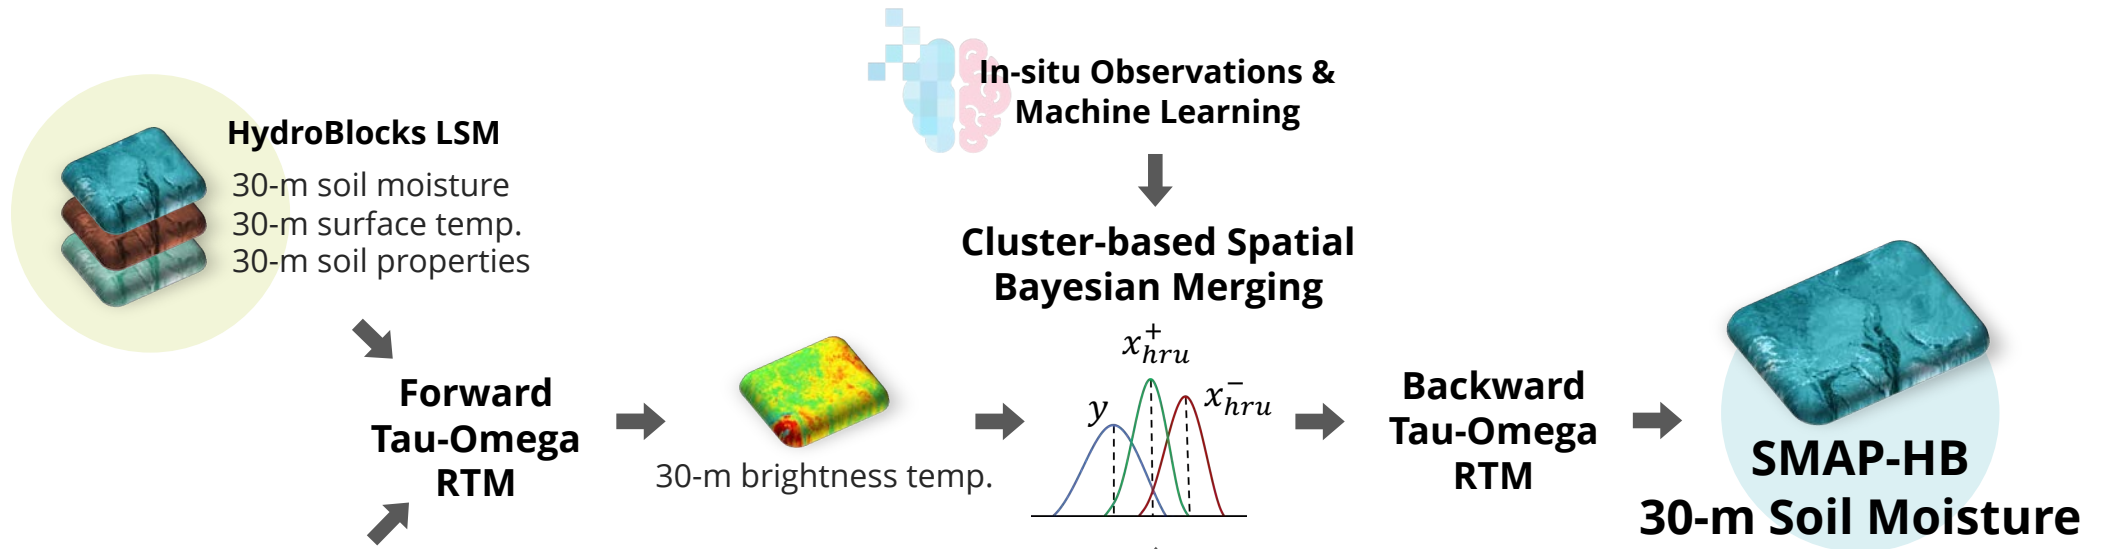 HydroBlocks LSM
30-m soil moisture
30-m surface temp.
30-m soil properties
Forward
Tau-Omega
RTM
30-m brightness temp.
In-situ Observations &
Machine Learning
Cluster-based Spatial
Bayesian Merging
x⁺hru
y
x⁻hru
Backward
Tau-Omega
RTM
SMAP-HB
30-m Soil Moisture